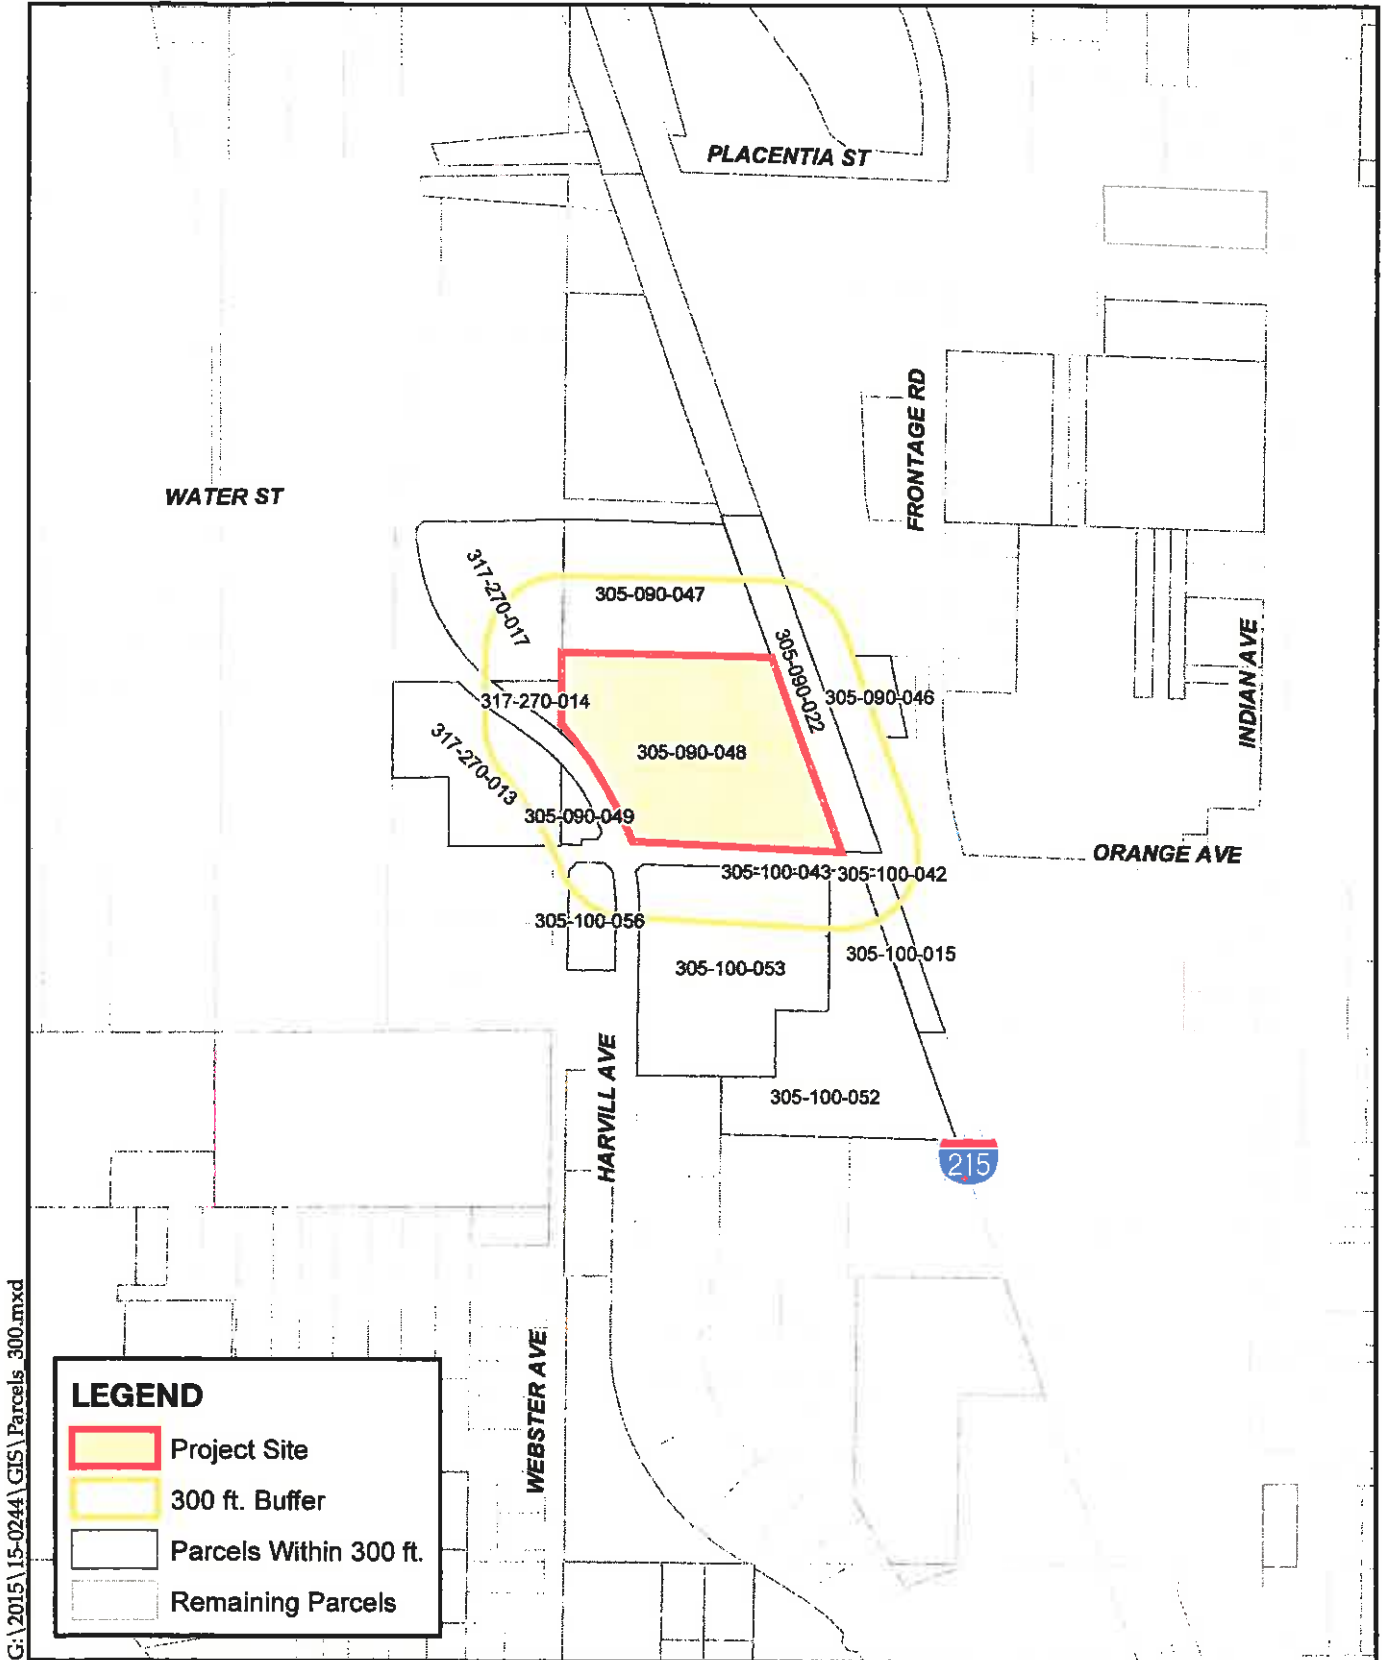 PLACENTIA ST
FRONTAGE RD
WATER ST
317-270-017
305-090-047
INDIAN AVE
305-090-022
305-090-046
317-270-014
305-090-048
317-270-013
305-090-049
ORANGE AVE
305-100-043
305-100-042
305-100-056
305-100-015
305-100-053
HARVILL AVE
305-100-052
215
WEBSTER AVE
LEGEND
Project Site
300 ft. Buffer
Parcels Within 300 ft.
Remaining Parcels
G:\2015\15-0244\GIS\Parcels_300.mxd